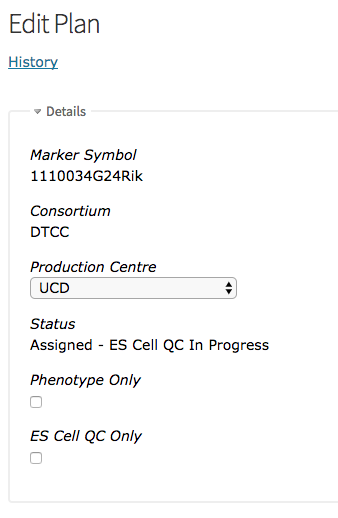 Edit Plan
History
Details
Marker Symbol
1110034G24Rik
Consortium
DTCC
Production Centre
UCD
Status
Assigned - ES Cell QC In Progress
Phenotype Only
ES Cell QC Only